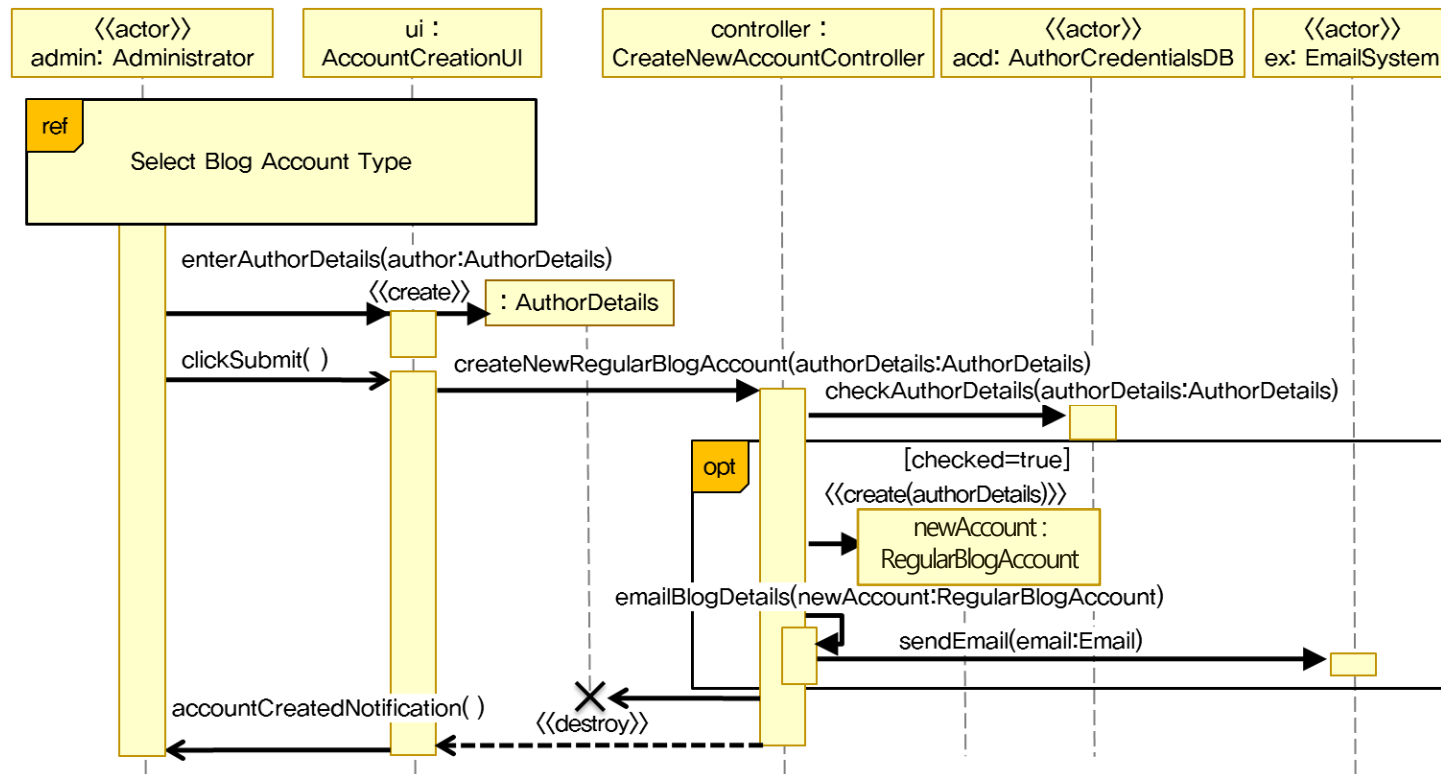 〈〈actor〉〉
admin: Administrator
ui :
AccountCreationUI
controller :
CreateNewAccountController
〈〈actor〉〉
acd: AuthorCredentialsDB
〈〈actor〉〉
ex: EmailSystem
ref
Select Blog Account Type
enterAuthorDetails(author:AuthorDetails)
〈〈create〉〉
: AuthorDetails
clickSubmit( )
createNewRegularBlogAccount(authorDetails:AuthorDetails)
checkAuthorDetails(authorDetails:AuthorDetails)
opt
[checked=true]
〈〈create(authorDetails)〉〉
newAccount :
RegularBlogAccount
emailBlogDetails(newAccount:RegularBlogAccount)
sendEmail(email:Email)
accountCreatedNotification( )
〈〈destroy〉〉